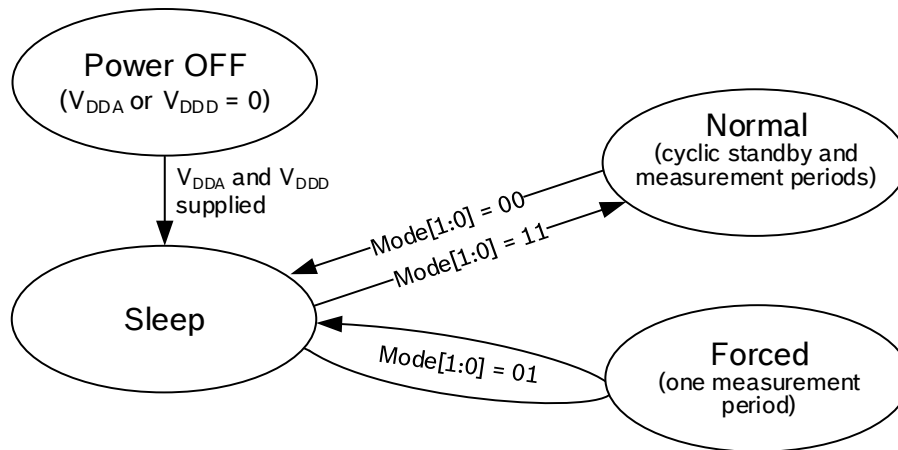 Power OFF
(VDDA or VDDD = 0)
VDDA and VDDD
supplied
Normal
(cyclic standby and
measurement periods)
Mode[1:0] = 00
Mode[1:0] = 11
Sleep
Mode[1:0] = 01
Forced
(one measurement
period)